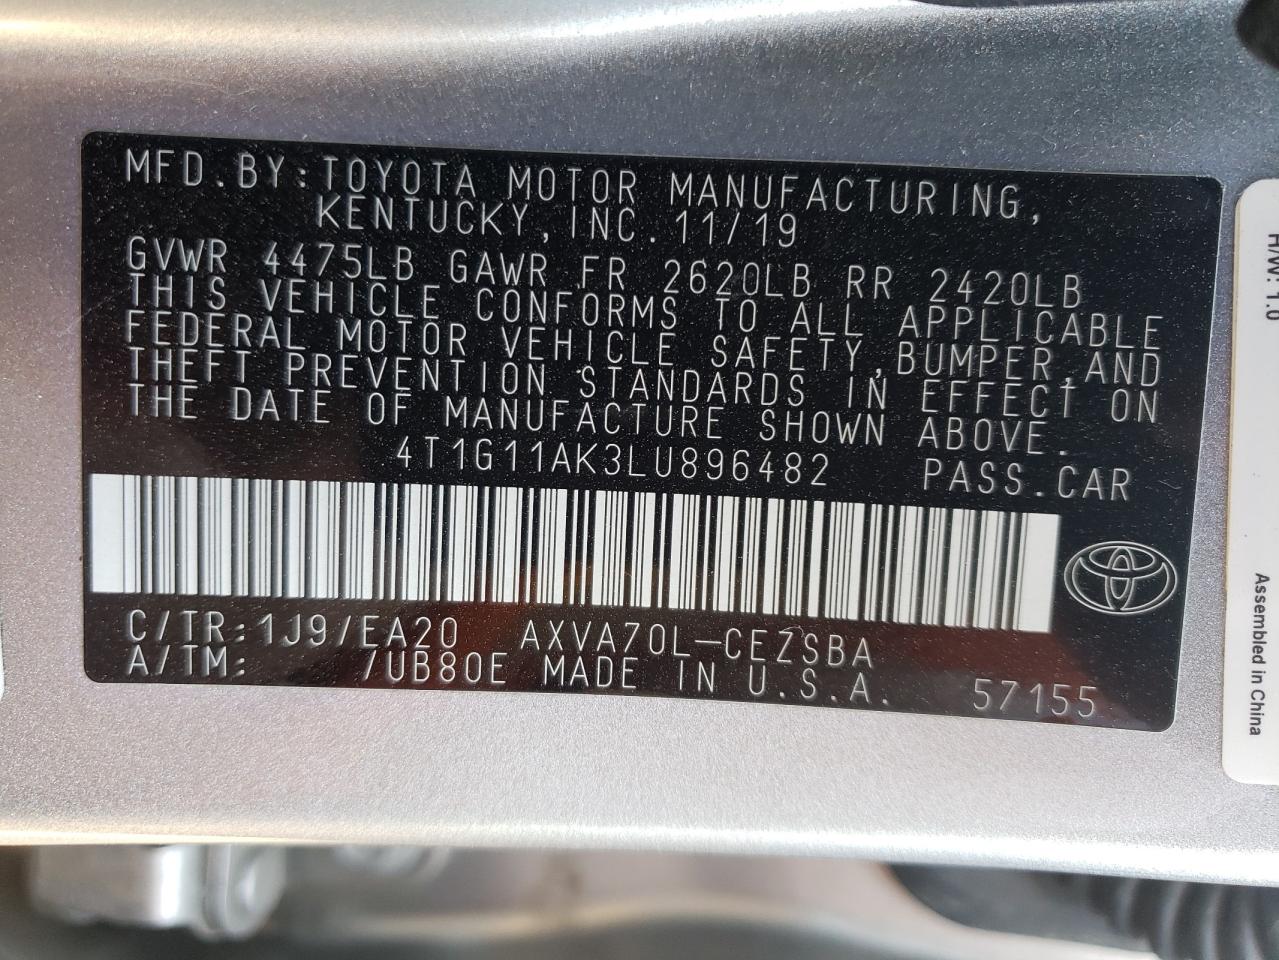 MFD.BY:TOYOTA MOTOR MANUFACTURING,
KENTUCKY,INC.11/19
GVWR 4475LB GAWR FR 2620LB RR 2420LB
THIS VEHICLE CONFORMS TO ALL APPLICABLE
FEDERAL MOTOR VEHICLE SAFETY,BUMPER,AND
THEFT PREVENTION STANDARDS IN EFFECT ON
THE DATE OF MANUFACTURE SHOWN ABOVE.
4T1G11AK3LU896482 PASS.CAR
C/TR:1J9/EA20 AXVA70L-CEZSBA
A/TM: /UB80E MADE IN U.S.A. 57155
H/W: 1.0
Assembled in China